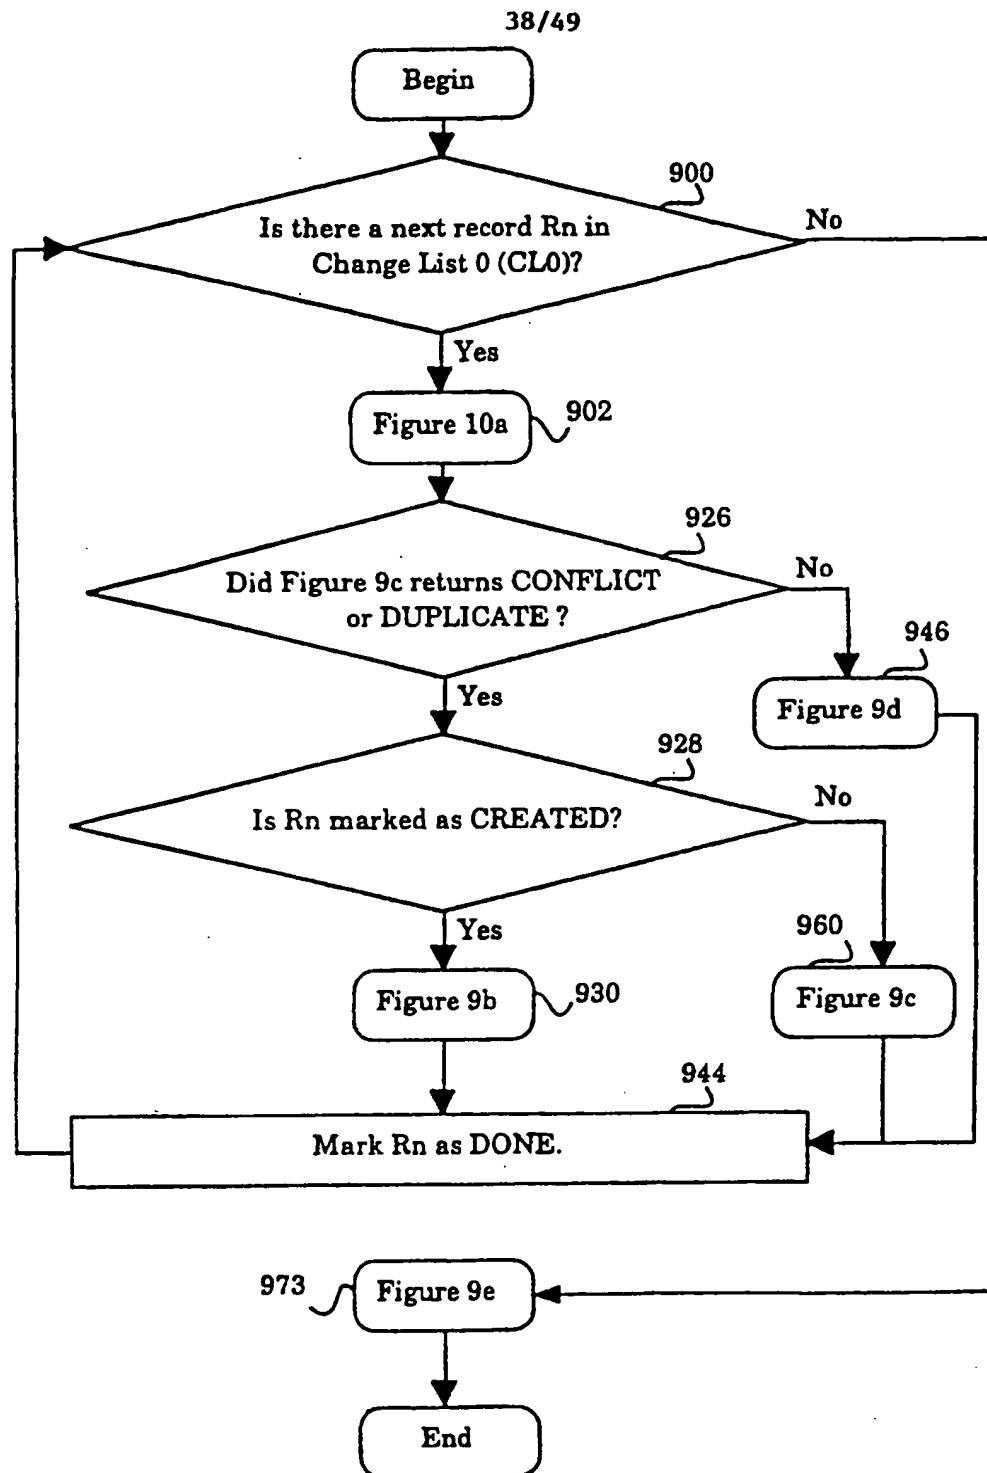 38/49
Begin
900
Is there a next record Rn in
Change List 0 (CL0)?
No
Yes
Figure 10a
902
926
Did Figure 9c returns CONFLICT
or DUPLICATE ?
No
946
Figure 9d
Yes
928
Is Rn marked as CREATED?
No
Yes
960
Figure 9b
930
Figure 9c
944
Mark Rn as DONE.
973
Figure 9e
End